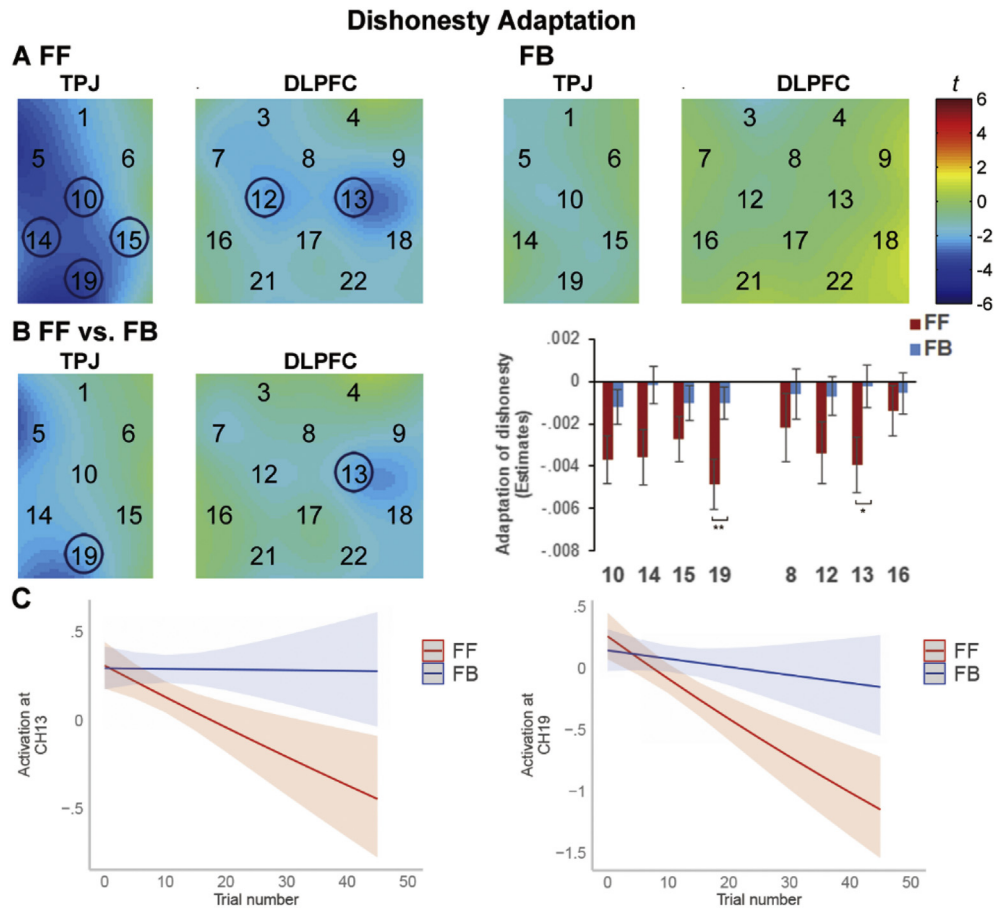 Dishonesty Adaptation
A FF
TPJ
1
5 6
10
14 15
19
DLPFC
3 4
7 8 9
12 13
16 17 18
21 22
FB
TPJ
1
5 6
10
14 15
19
DLPFC
3 4
7 8 9
12 13
16 17 18
21 22
t
6
4
2
0
-2
-4
-6
B FF vs. FB
TPJ
1
5 6
10
14 15
19
DLPFC
3 4
7 8 9
12 13
16 17 18
21 22
FF
FB
Adaptation of dishonesty
(Estimates)
.002
0
-.002
-.004
-.006
-.008
**
*
10 14 15 19 8 12 13 16
C
Activation at
CH13
.5
0
-.5
0 10 20 30 40 50
Trial number
FF
FB
Activation at
CH19
.5
0
-.5
-1
-1.5
0 10 20 30 40 50
Trial number
FF
FB